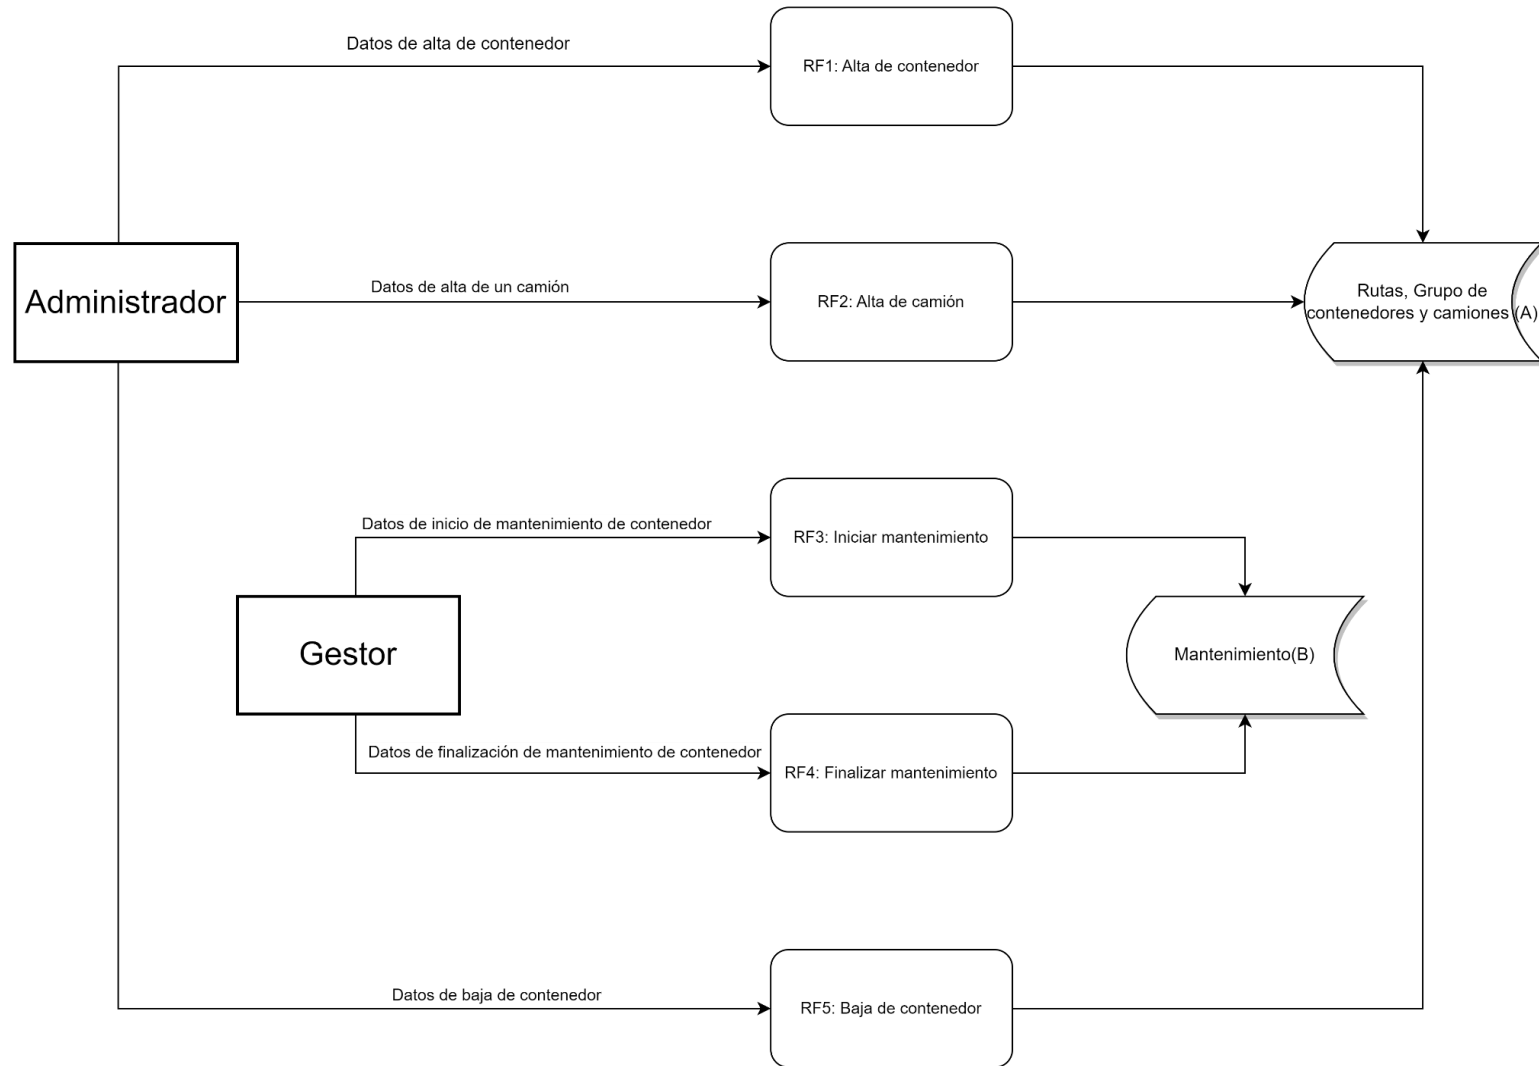 Datos de alta de contenedor
RF1: Alta de contenedor
Administrador
Datos de alta de un camión
RF2: Alta de camión
Rutas, Grupo de
contenedores y camiones (A)
Datos de inicio de mantenimiento de contenedor
RF3: Iniciar mantenimiento
Gestor
Mantenimiento(B)
Datos de finalización de mantenimiento de contenedor
RF4: Finalizar mantenimiento
Datos de baja de contenedor
RF5: Baja de contenedor